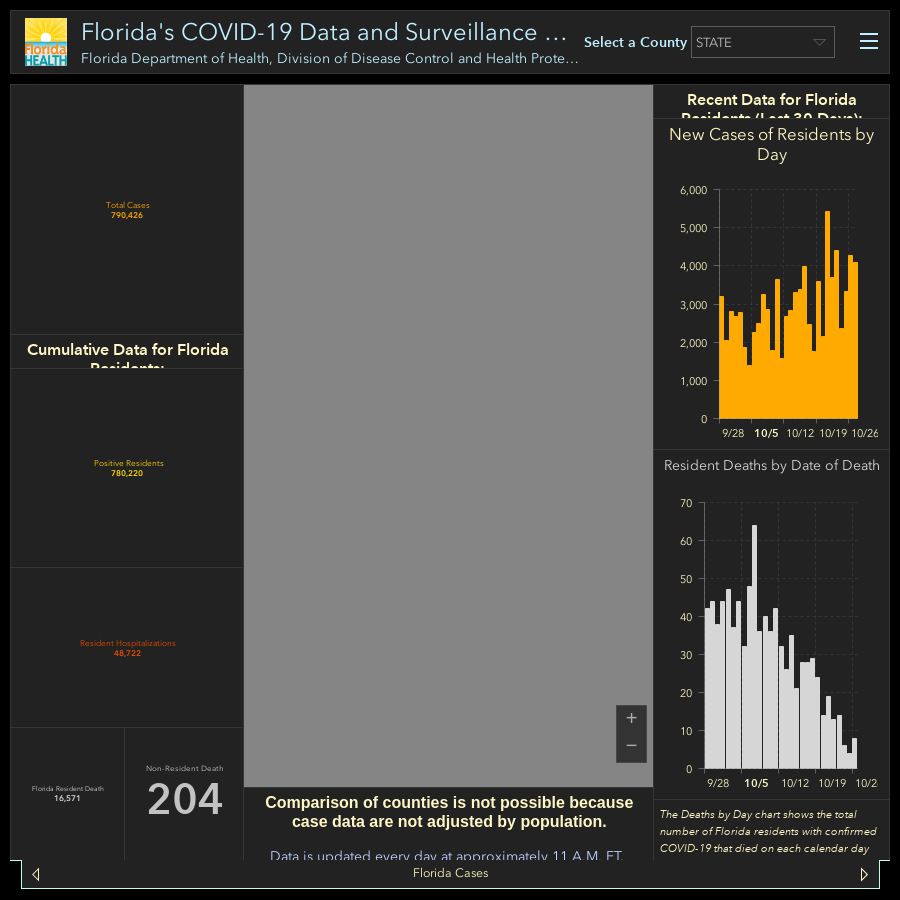 Florida's COVID-19 Data and Surveillance ...
Florida Department of Health, Division of Disease Control and Health Prote...
Select a County
STATE
Florida
HEALTH
Total Cases
790,426
Cumulative Data for Florida
Residents:
Positive Residents
780,220
Resident Hospitalizations
48,722
Florida Resident Death
16,571
Non-Resident Death
204
+
−
Comparison of counties is not possible because
case data are not adjusted by population.
Data is updated every day at approximately 11 A.M. ET.
Recent Data for Florida
Residents (Last 30 Days):
New Cases of Residents by
Day
6,000
5,000
4,000
3,000
2,000
1,000
0
9/28 10/5 10/12 10/19 10/26
Resident Deaths by Date of Death
70
60
50
40
30
20
10
0
9/28 10/5 10/12 10/19 10/2
The Deaths by Day chart shows the total
number of Florida residents with confirmed
COVID-19 that died on each calendar day
Florida Cases